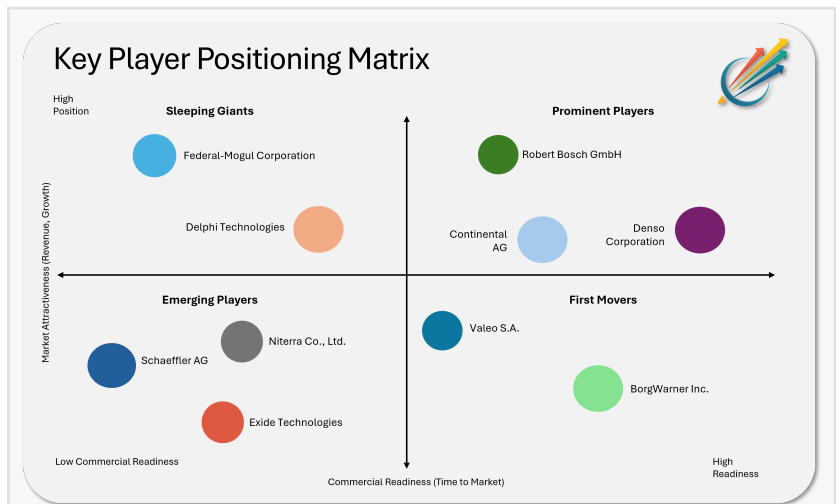 Key Player Positioning Matrix
High
Position
Sleeping Giants
Prominent Players
Federal-Mogul Corporation
Robert Bosch GmbH
Delphi Technologies
Continental
AG
Denso
Corporation
Market Attractiveness (Revenue, Growth)
Emerging Players
First Movers
Niterra Co., Ltd.
Valeo S.A.
Schaeffler AG
BorgWarner Inc.
Exide Technologies
Low Commercial Readiness
High
Readiness
Commercial Readiness (Time to Market)